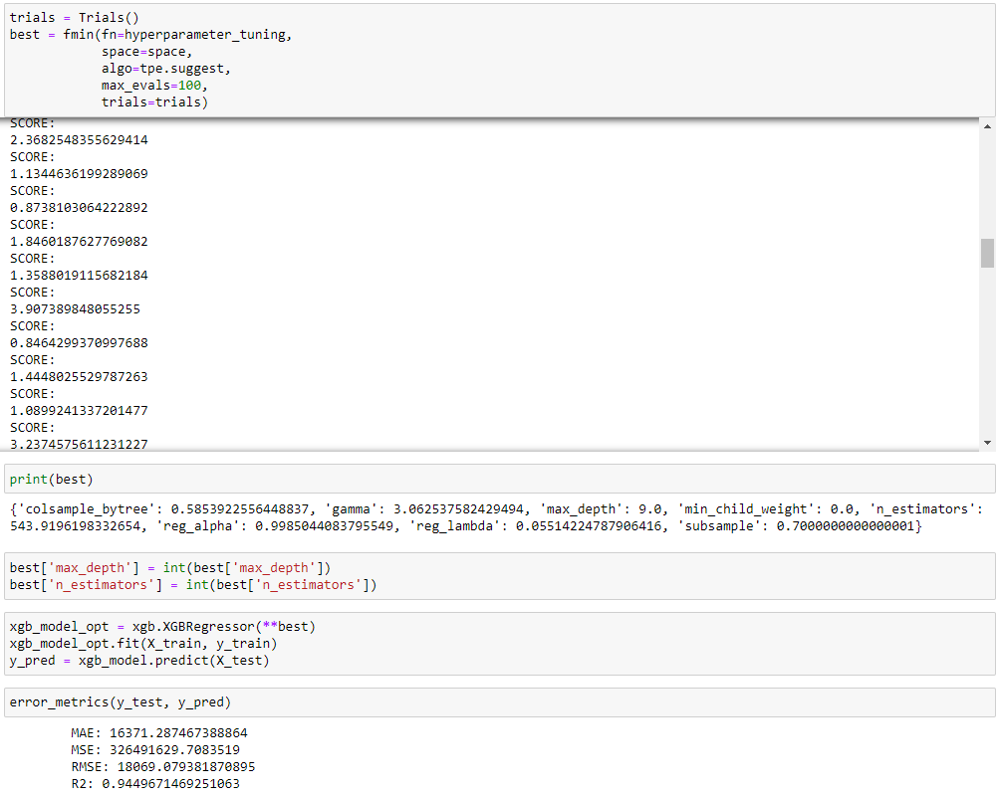 trials = Trials()
best = fmin(fn=hyperparameter_tuning,
            space=space,
            algo=tpe.suggest,
            max_evals=100,
            trials=trials)
SCORE:
2.3682548355629414
SCORE:
1.1344636199289069
SCORE:
0.8738103064222892
SCORE:
1.8460187627769082
SCORE:
1.3588019115682184
SCORE:
3.907389848055255
SCORE:
0.8464299370997688
SCORE:
1.4448025529787263
SCORE:
1.0899241337201477
SCORE:
3.2374575611231227
print(best)
{'colsample_bytree': 0.5853922556448837, 'gamma': 3.062537582429494, 'max_depth': 9.0, 'min_child_weight': 0.0, 'n_estimators':
543.9196198332654, 'reg_alpha': 0.9985044083795549, 'reg_lambda': 0.05514224787906416, 'subsample': 0.7000000000000001}
best['max_depth'] = int(best['max_depth'])
best['n_estimators'] = int(best['n_estimators'])
xgb_model_opt = xgb.XGBRegressor(**best)
xgb_model_opt.fit(X_train, y_train)
y_pred = xgb_model.predict(X_test)
error_metrics(y_test, y_pred)
MAE: 16371.287467388864
MSE: 326491629.7083519
RMSE: 18069.079381870895
R2: 0.9449671469251063